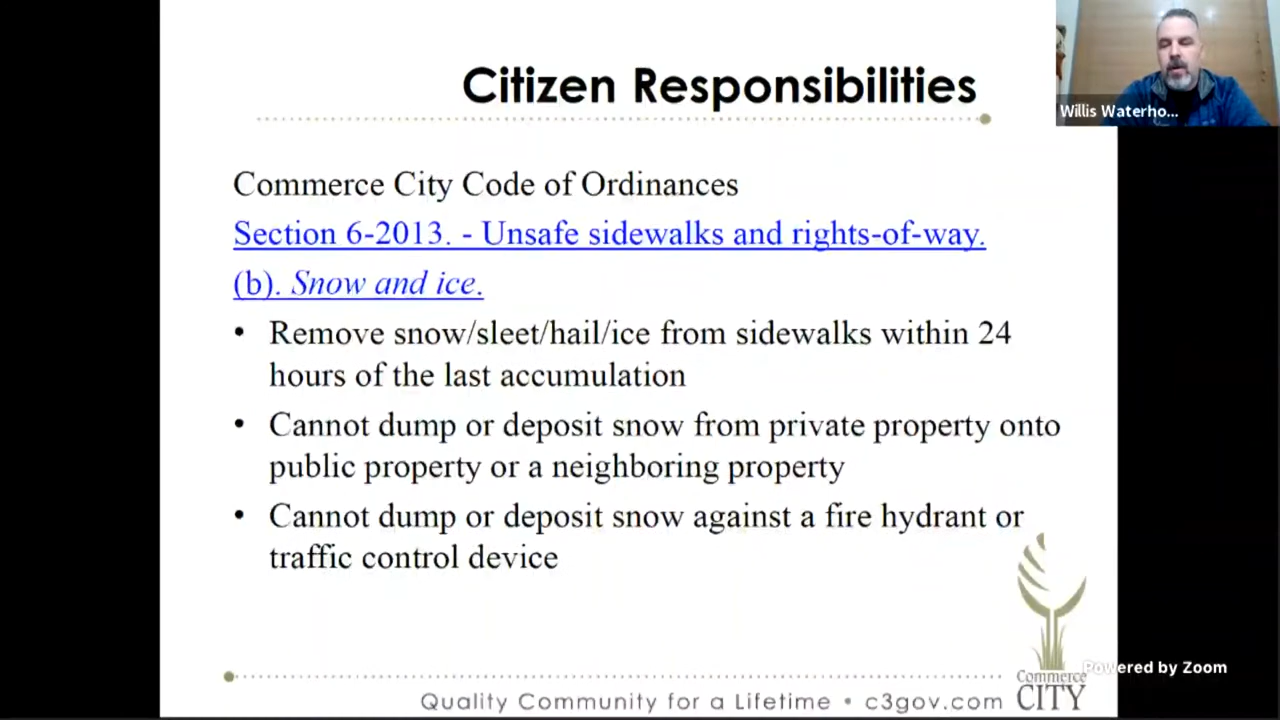 Citizen Responsibilities
Willis Waterho...
Commerce City Code of Ordinances
Section 6-2013. - Unsafe sidewalks and rights-of-way.
(b). Snow and ice.
• Remove snow/sleet/hail/ice from sidewalks within 24
hours of the last accumulation
• Cannot dump or deposit snow from private property onto
public property or a neighboring property
• Cannot dump or deposit snow against a fire hydrant or
traffic control device
Powered by Zoom
Commerce
CITY
Quality Community for a Lifetime • c3gov.com